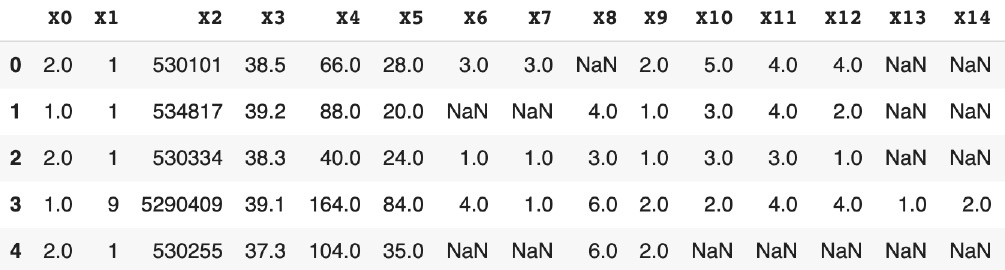 X0 X1 X2 X3 X4 X5 X6 X7 X8 X9 X10 X11 X12 X13 X14
0 2.0 1 530101 38.5 66.0 28.0 3.0 3.0 NaN 2.0 5.0 4.0 4.0 NaN NaN
1 1.0 1 534817 39.2 88.0 20.0 NaN NaN 4.0 1.0 3.0 4.0 2.0 NaN NaN
2 2.0 1 530334 38.3 40.0 24.0 1.0 1.0 3.0 1.0 3.0 3.0 1.0 NaN NaN
3 1.0 9 5290409 39.1 164.0 84.0 4.0 1.0 6.0 2.0 2.0 4.0 4.0 1.0 2.0
4 2.0 1 530255 37.3 104.0 35.0 NaN NaN 6.0 2.0 NaN NaN NaN NaN NaN